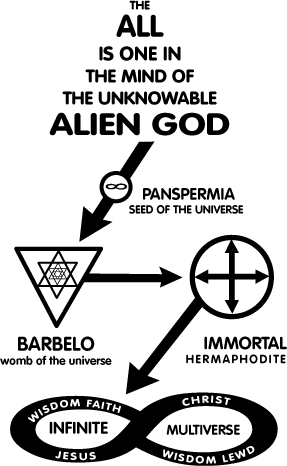 THE
ALL
IS ONE IN
THE MIND OF
THE UNKNOWABLE
ALIEN GOD
∞
PANSPERMIA
SEED OF THE UNIVERSE
BARBELO
womb of the universe
IMMORTAL
HERMAPHODITE
WISDOM FAITH
CHRIST
INFINITE
MULTIVERSE
JESUS
WISDOM LEWD